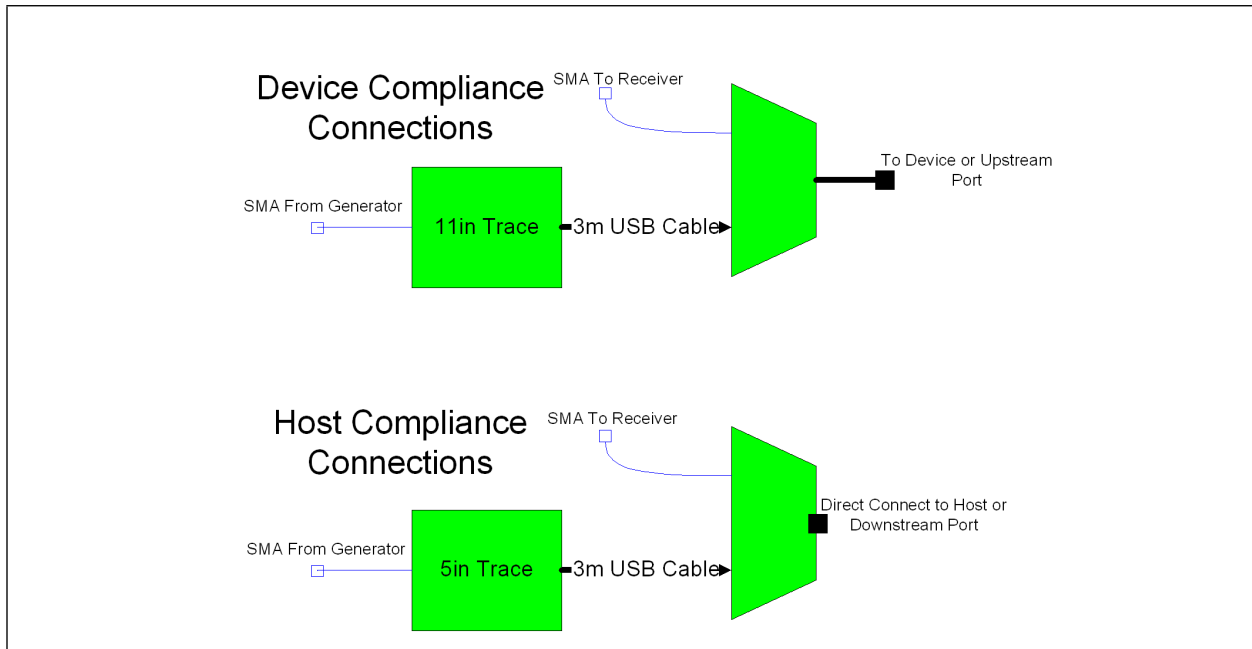 Device Compliance
Connections
SMA To Receiver
To Device or Upstream
Port
SMA From Generator
11in Trace
3m USB Cable
Host Compliance
Connections
SMA To Receiver
Direct Connect to Host or
Downstream Port
SMA From Generator
5in Trace
3m USB Cable